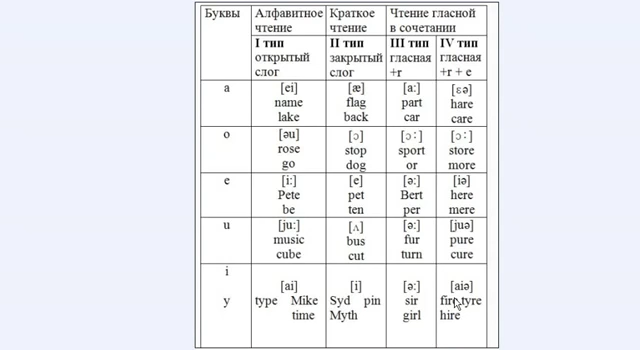 Буквы Алфавитное чтение Краткое чтение Чтение гласной в сочетании
I тип открытый слог II тип закрытый слог III тип гласная +r IV тип гласная +r + e
a [ei] [æ] [a:] [ɛə]
name flag part hare
lake back car care
o [əu] [ɔ] [ɔ:] [ɔ:]
rose stop sport store
go dog or more
e [i:] [e] [ə:] [iə]
Pete pet Bert here
be ten per mere
u [ju:] [ʌ] [ə:] [juə]
music bus fur pure
cube cut turn cure
i
[ai] [i] [ə:] [aiə]
y type Mike Syd pin sir fire tyre
time Myth girl hire